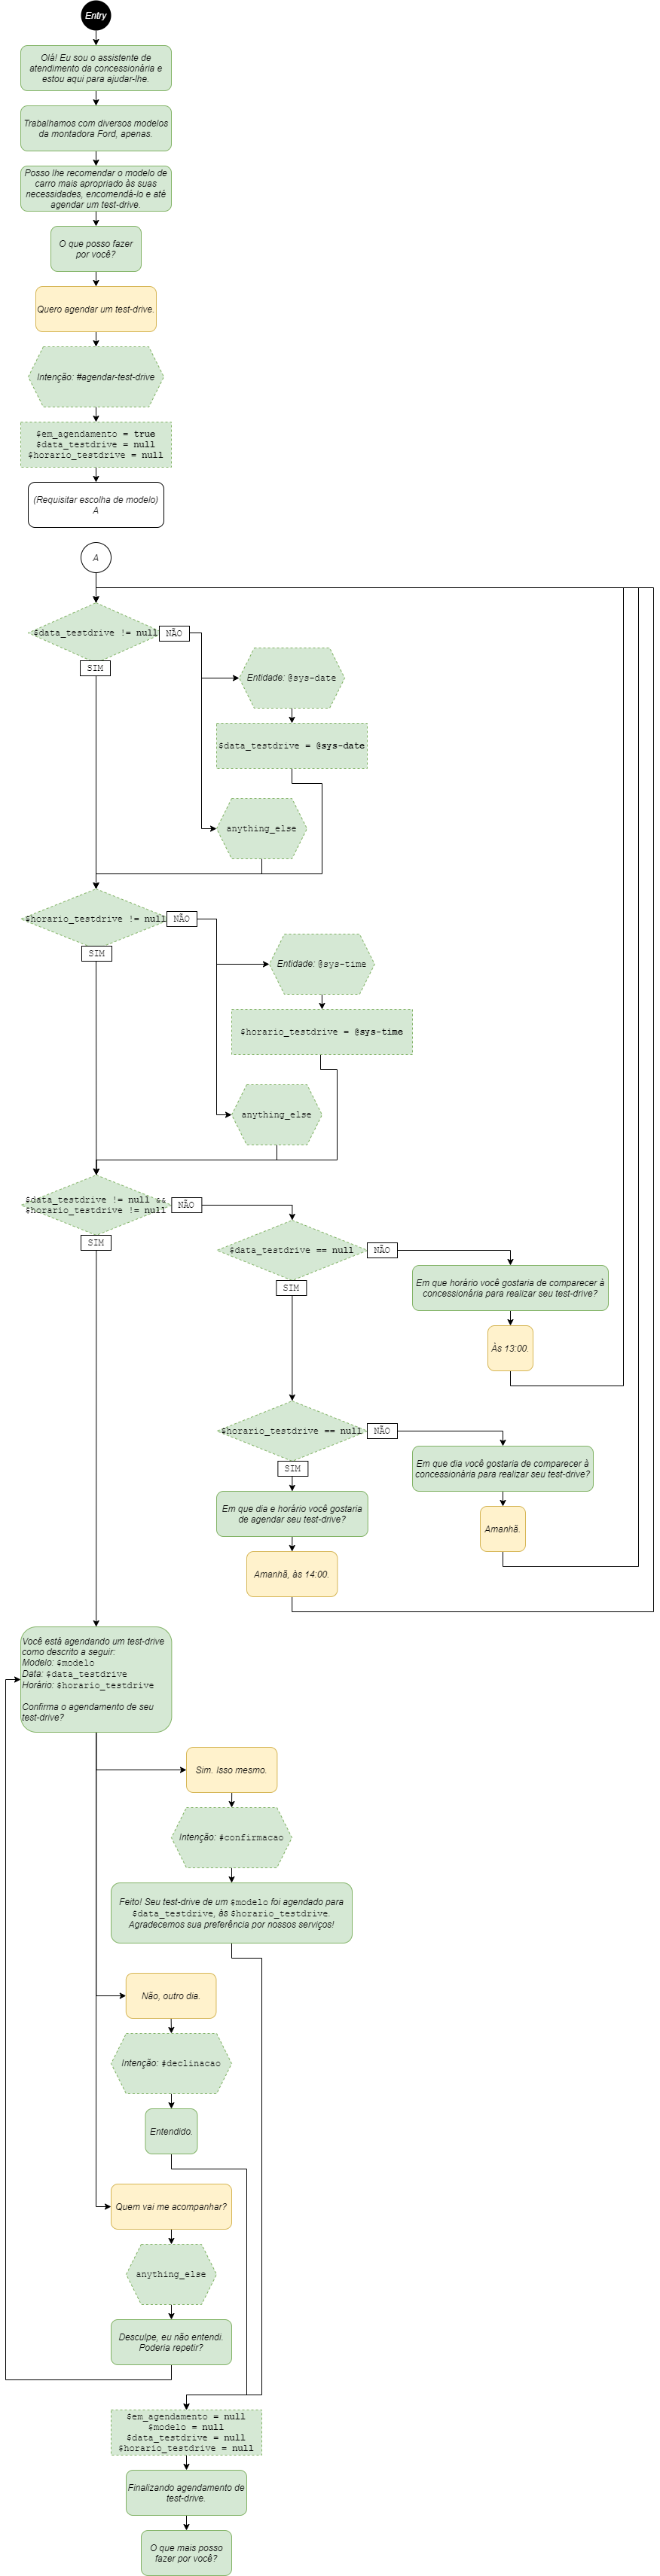 Entry
Olá! Eu sou o assistente de
atendimento da concessionária e
estou aqui para ajudar-lhe.
Trabalhamos com diversos modelos
da montadora Ford, apenas.
Posso lhe recomendar o modelo de
carro mais apropriado às suas
necessidades, encomendá-lo e até
agendar um test-drive.
O que posso fazer
por você?
Quero agendar um test-drive.
Intenção: #agendar-test-drive
$em_agendamento = true
$data_testdrive = null
$horario_testdrive = null
(Requisitar escolha de modelo)
A
A
$data_testdrive != null
NÃO
SIM
Entidade: @sys-date
$data_testdrive = @sys-date
anything_else
$horario_testdrive != null
NÃO
SIM
Entidade: @sys-time
$horario_testdrive = @sys-time
anything_else
$data_testdrive != null &&
$horario_testdrive != null
NÃO
SIM
$data_testdrive == null
NÃO
SIM
Em que horário você gostaria de comparecer à
concessionária para realizar seu test-drive?
Às 13:00.
$horario_testdrive == null
NÃO
SIM
Em que dia você gostaria de comparecer à
concessionária para realizar seu test-drive?
Amanhã.
Em que dia e horário você gostaria
de agendar seu test-drive?
Amanhã, às 14:00.
Você está agendando um test-drive
como descrito a seguir:
Modelo: $modelo
Data: $data_testdrive
Horário: $horario_testdrive
Confirma o agendamento de seu
test-drive?
Sim. Isso mesmo.
Intenção: #confirmacao
Feito! Seu test-drive de um $modelo foi agendado para
$data_testdrive, às $horario_testdrive.
Agradecemos sua preferência por nossos serviços!
Não, outro dia.
Intenção: #declinacao
Entendido.
Quem vai me acompanhar?
anything_else
Desculpe, eu não entendi.
Poderia repetir?
$em_agendamento = null
$modelo = null
$data_testdrive = null
$horario_testdrive = null
Finalizando agendamento de
test-drive.
O que mais posso
fazer por você?